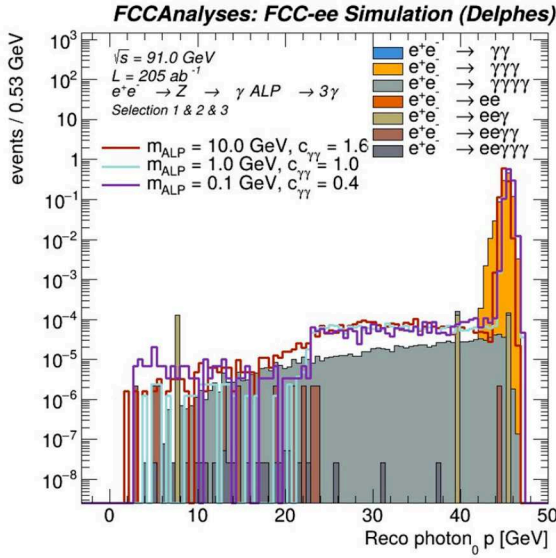 FCCAnalyses: FCC-ee Simulation (Delphes)
events / 0.53 GeV
10³
10²
10
1
10⁻¹
10⁻²
10⁻³
10⁻⁴
10⁻⁵
10⁻⁶
10⁻⁷
10⁻⁸
√s = 91.0 GeV
L = 205 ab⁻¹
e⁺e⁻ → Z → γ ALP → 3γ
Selection 1 & 2 & 3
m_ALP = 10.0 GeV, c_γγ = 1.6
m_ALP = 1.0 GeV, c_γγ = 1.0
m_ALP = 0.1 GeV, c_γγ = 0.4
e⁺e⁻ → γγ
e⁺e⁻ → γγγ
e⁺e⁻ → γγγγ
e⁺e⁻ → ee
e⁺e⁻ → eeγ
e⁺e⁻ → eeγγ
e⁺e⁻ → eeγγγ
0 10 20 30 40 50
Reco photon₀ p [GeV]